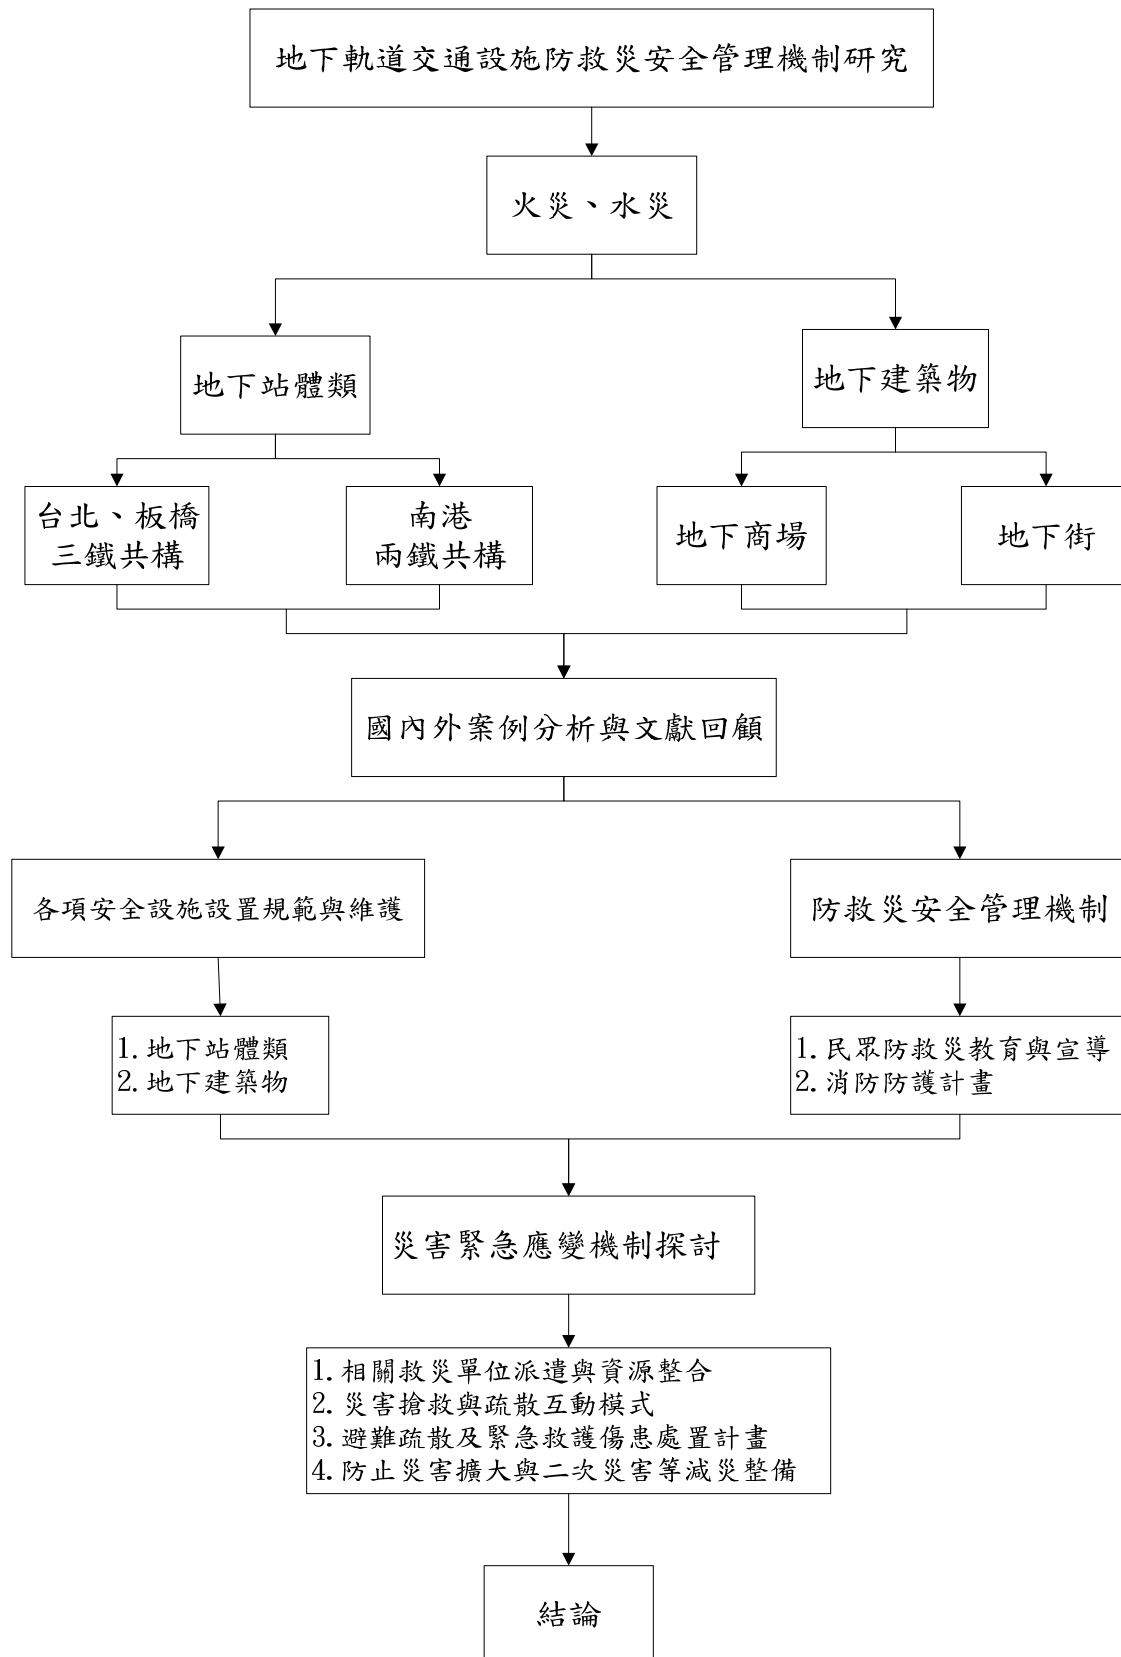 地下軌道交通設施防救災安全管理機制研究
火災、水災
地下站體類
地下建築物
台北、板橋
三鐵共構
南港
兩鐵共構
地下商場
地下街
國內外案例分析與文獻回顧
各項安全設施設置規範與維護
防救災安全管理機制
1. 地下站體類
2. 地下建築物
1. 民眾防救災教育與宣導
2. 消防防護計畫
災害緊急應變機制探討
1. 相關救災單位派遣與資源整合
2. 災害搶救與疏散互動模式
3. 避難疏散及緊急救護傷患處置計畫
4. 防止災害擴大與二次災害等減災整備
結論